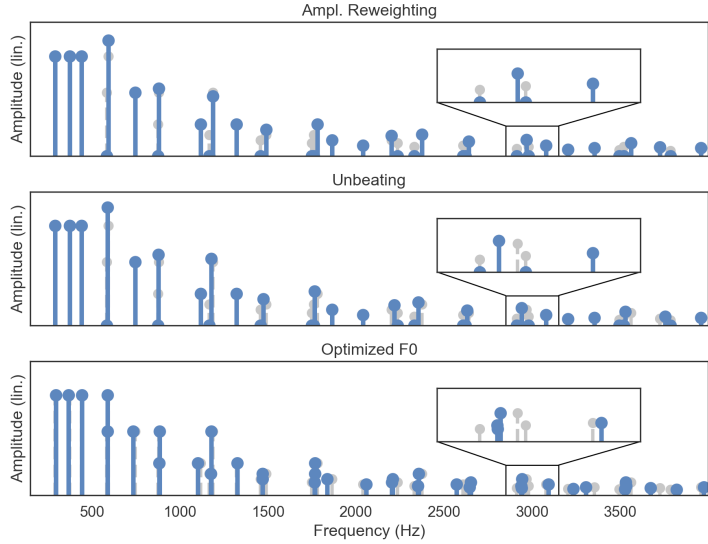 Ampl. Reweighting
Amplitude (lin.)
Unbeating
Amplitude (lin.)
Optimized F0
Amplitude (lin.)
500 1000 1500 2000 2500 3000 3500
Frequency (Hz)